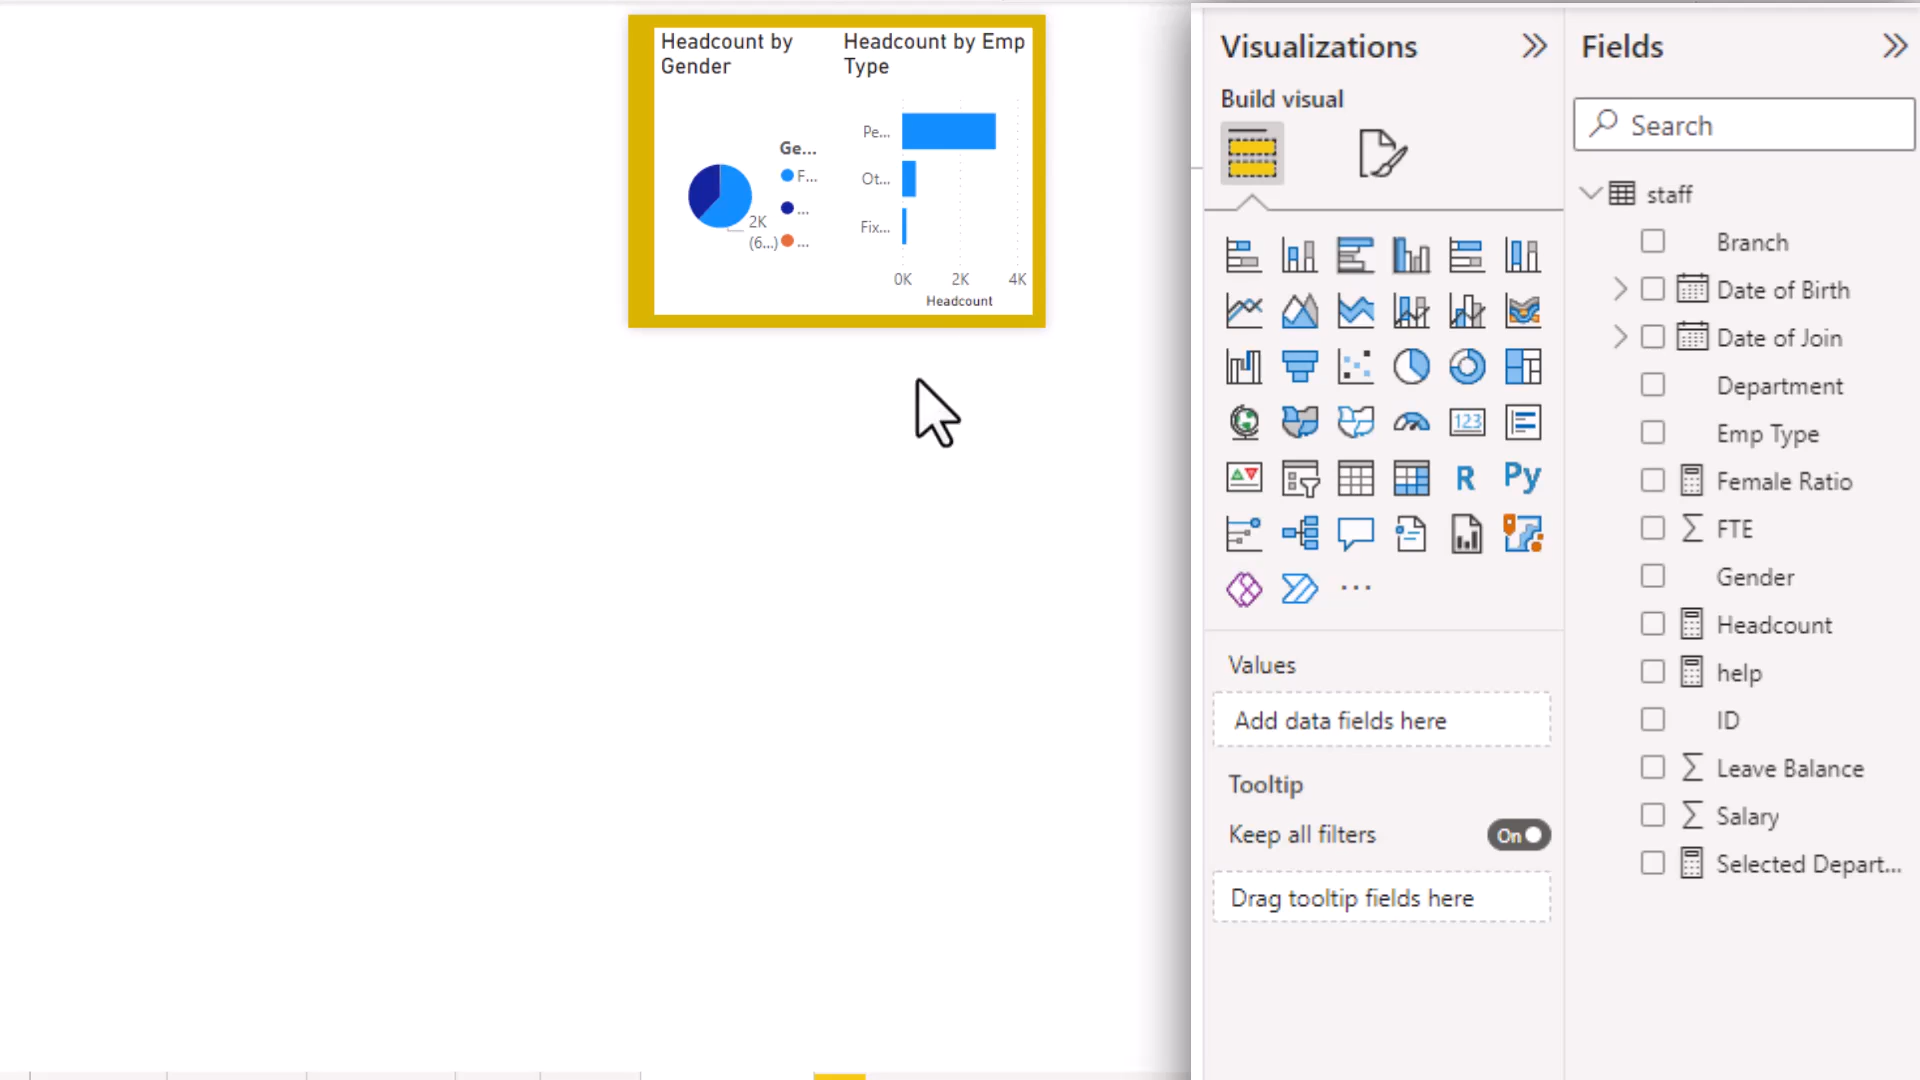 Headcount by
Gender
Headcount by Emp
Type
Ge...
F...
...
...
2K
(6...)
Pe...
Ot...
Fix...
0K 2K 4K
Headcount
Visualizations
Build visual
123
R
Py
...
Values
Add data fields here
Tooltip
Keep all filters
On
Drag tooltip fields here
Fields
Search
staff
Branch
Date of Birth
Date of Join
Department
Emp Type
Female Ratio
FTE
Gender
Headcount
help
ID
Leave Balance
Salary
Selected Depart...